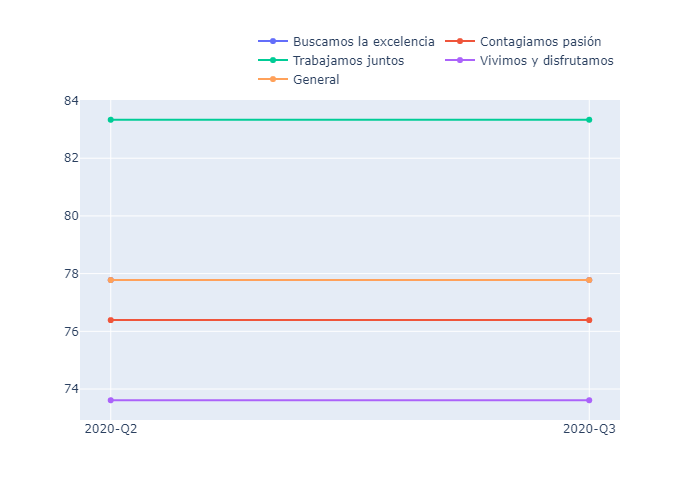 Buscamos la excelencia Contagiamos pasión
Trabajamos juntos Vivimos y disfrutamos
General
84
82
80
78
76
74
2020-Q2 2020-Q3